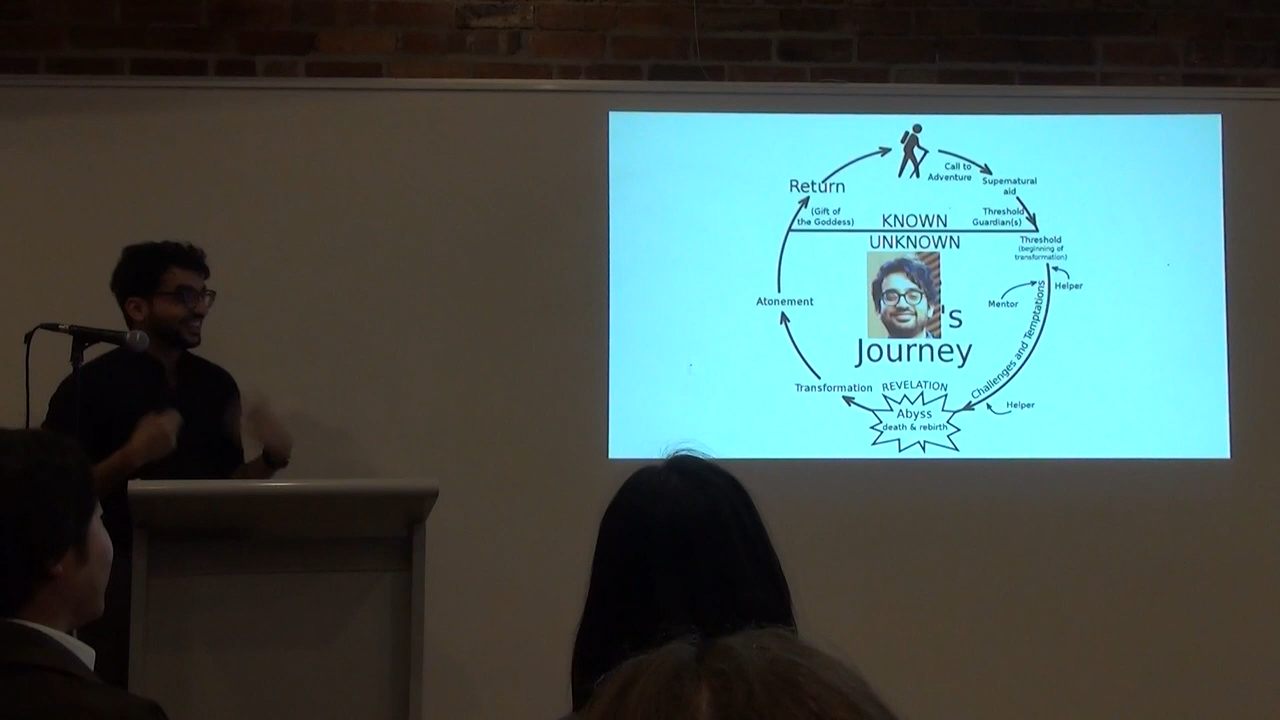 Call to
Adventure
Supernatural
aid
Return
(Gift of
the Goddess)
KNOWN
Threshold
Guardian(s)
UNKNOWN
Threshold
(beginning of
transformation)
Helper
Mentor
Atonement
's
Journey
Challenges and Temptations
Transformation
REVELATION
Helper
Abyss
death & rebirth